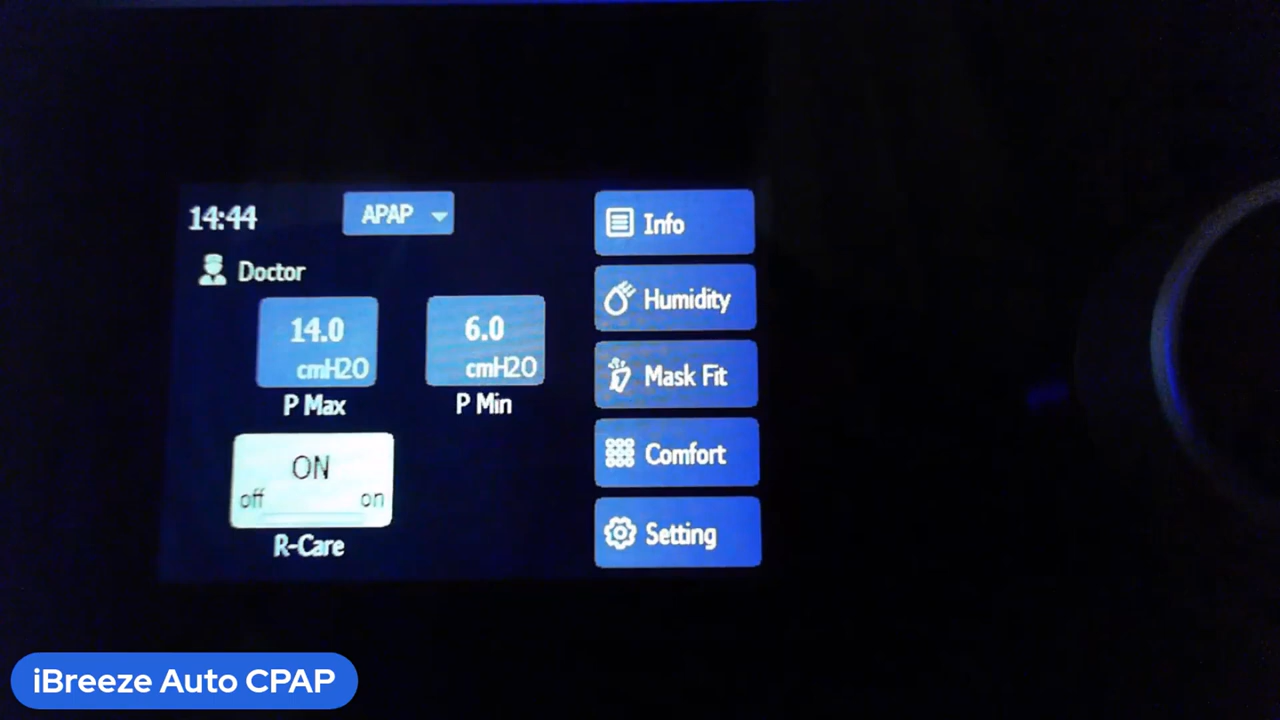 14:44
APAP
Doctor
14.0
cmH2O
P Max
6.0
cmH2O
P Min
ON
off on
R-Care
Info
Humidity
Mask Fit
Comfort
Setting
iBreeze Auto CPAP